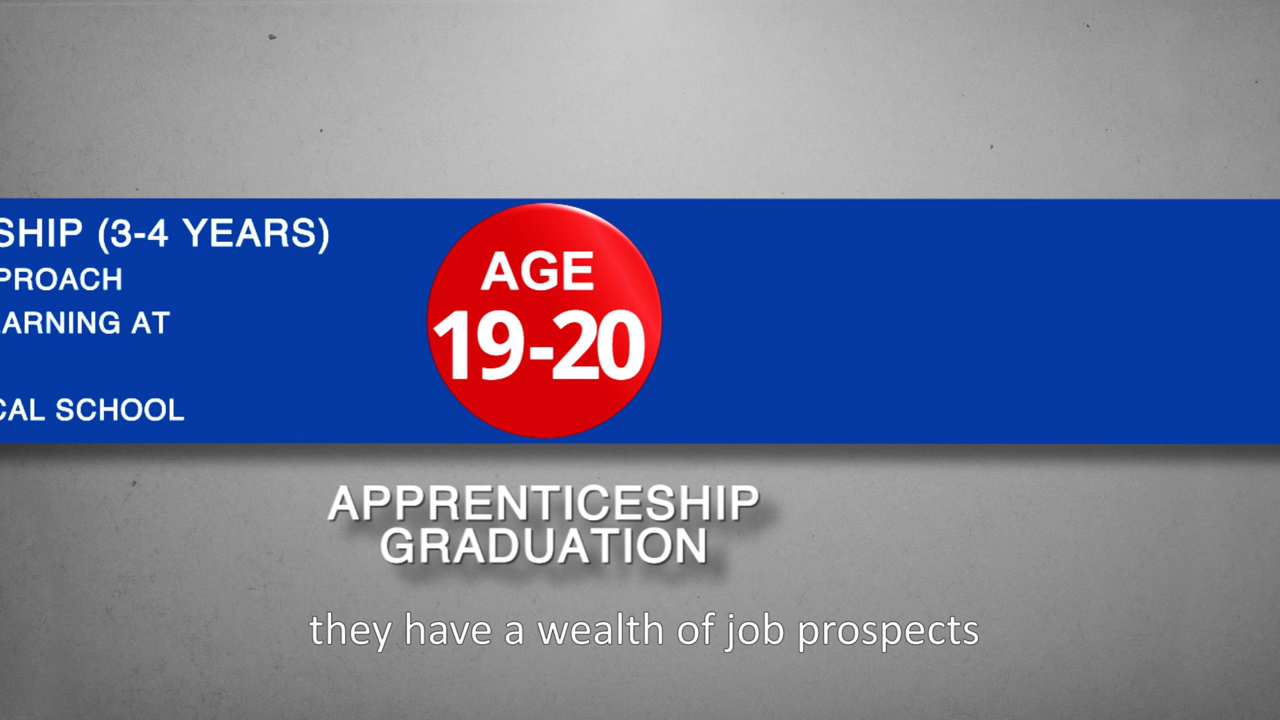 SHIP (3-4 YEARS)
PROACH
ARNING AT
CAL SCHOOL
AGE
19-20
APPRENTICESHIP
GRADUATION
they have a wealth of job prospects